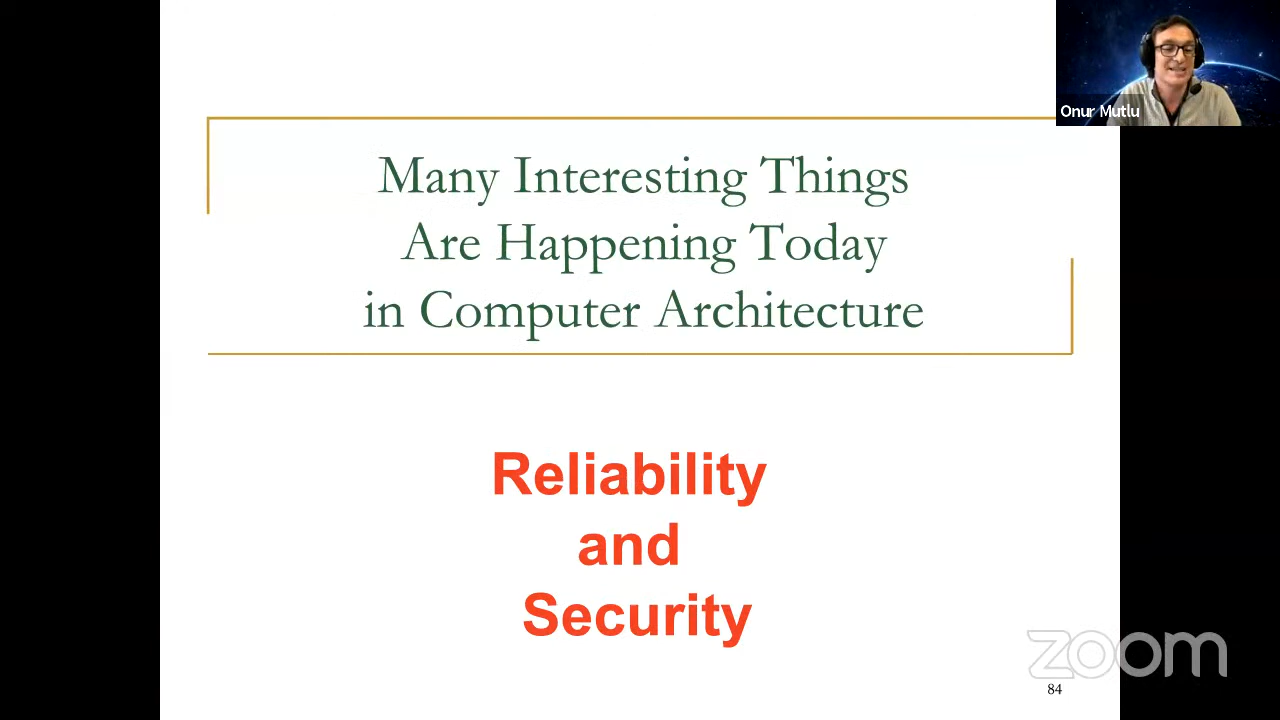 Onur Mutlu
Many Interesting Things
Are Happening Today
in Computer Architecture
Reliability
and
Security
zoom
84